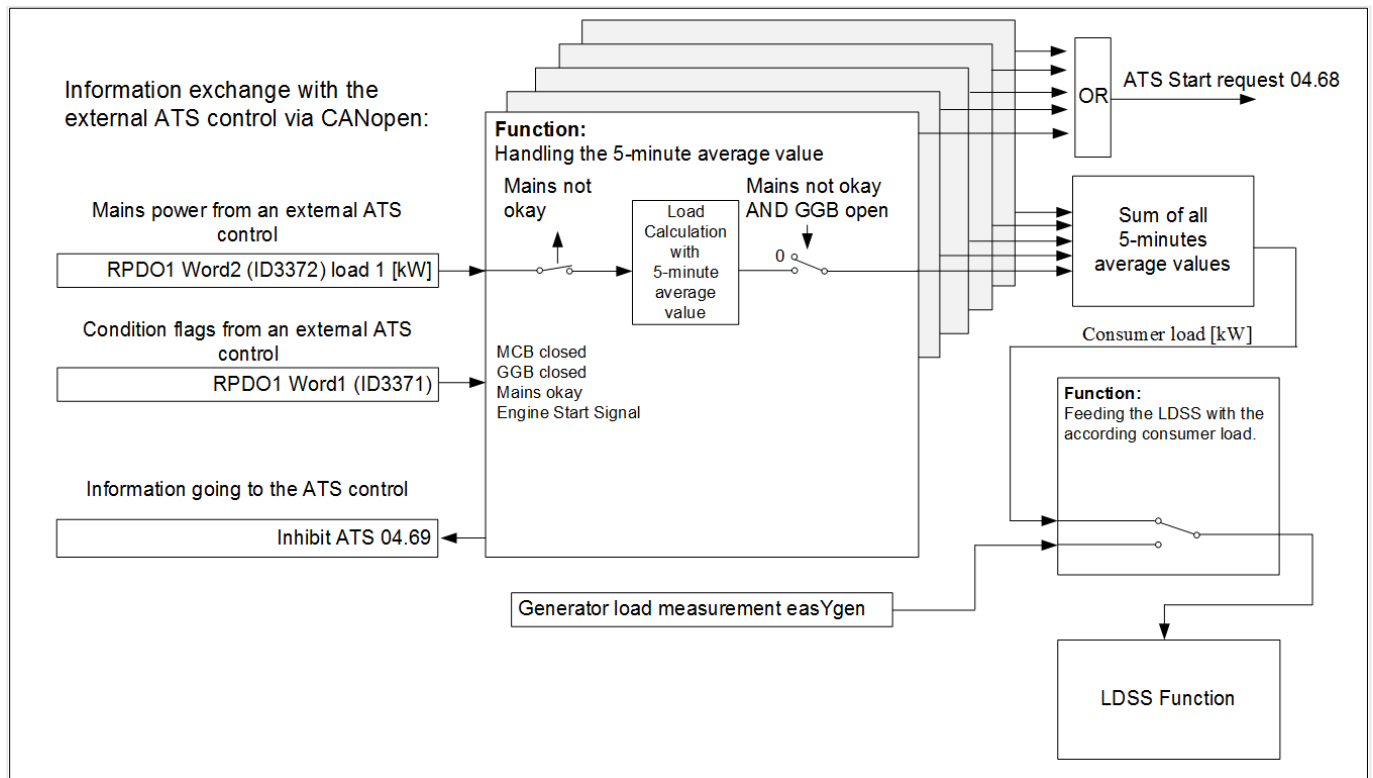 Information exchange with the
external ATS control via CANopen:
Mains power from an external ATS
control
RPDO1 Word2 (ID3372) load 1 [kW]
Condition flags from an external ATS
control
RPDO1 Word1 (ID3371)
Information going to the ATS control
Inhibit ATS 04.69
Function:
Handling the 5-minute average value
Mains not
okay
Load
Calculation
with
5-minute
average
value
Mains not okay
AND GGB open
0
MCB closed
GGB closed
Mains okay
Engine Start Signal
OR
ATS Start request 04.68
Sum of all
5-minutes
average values
Consumer load [kW]
Function:
Feeding the LDSS with the
according consumer load.
Generator load measurement easYgen
LDSS Function